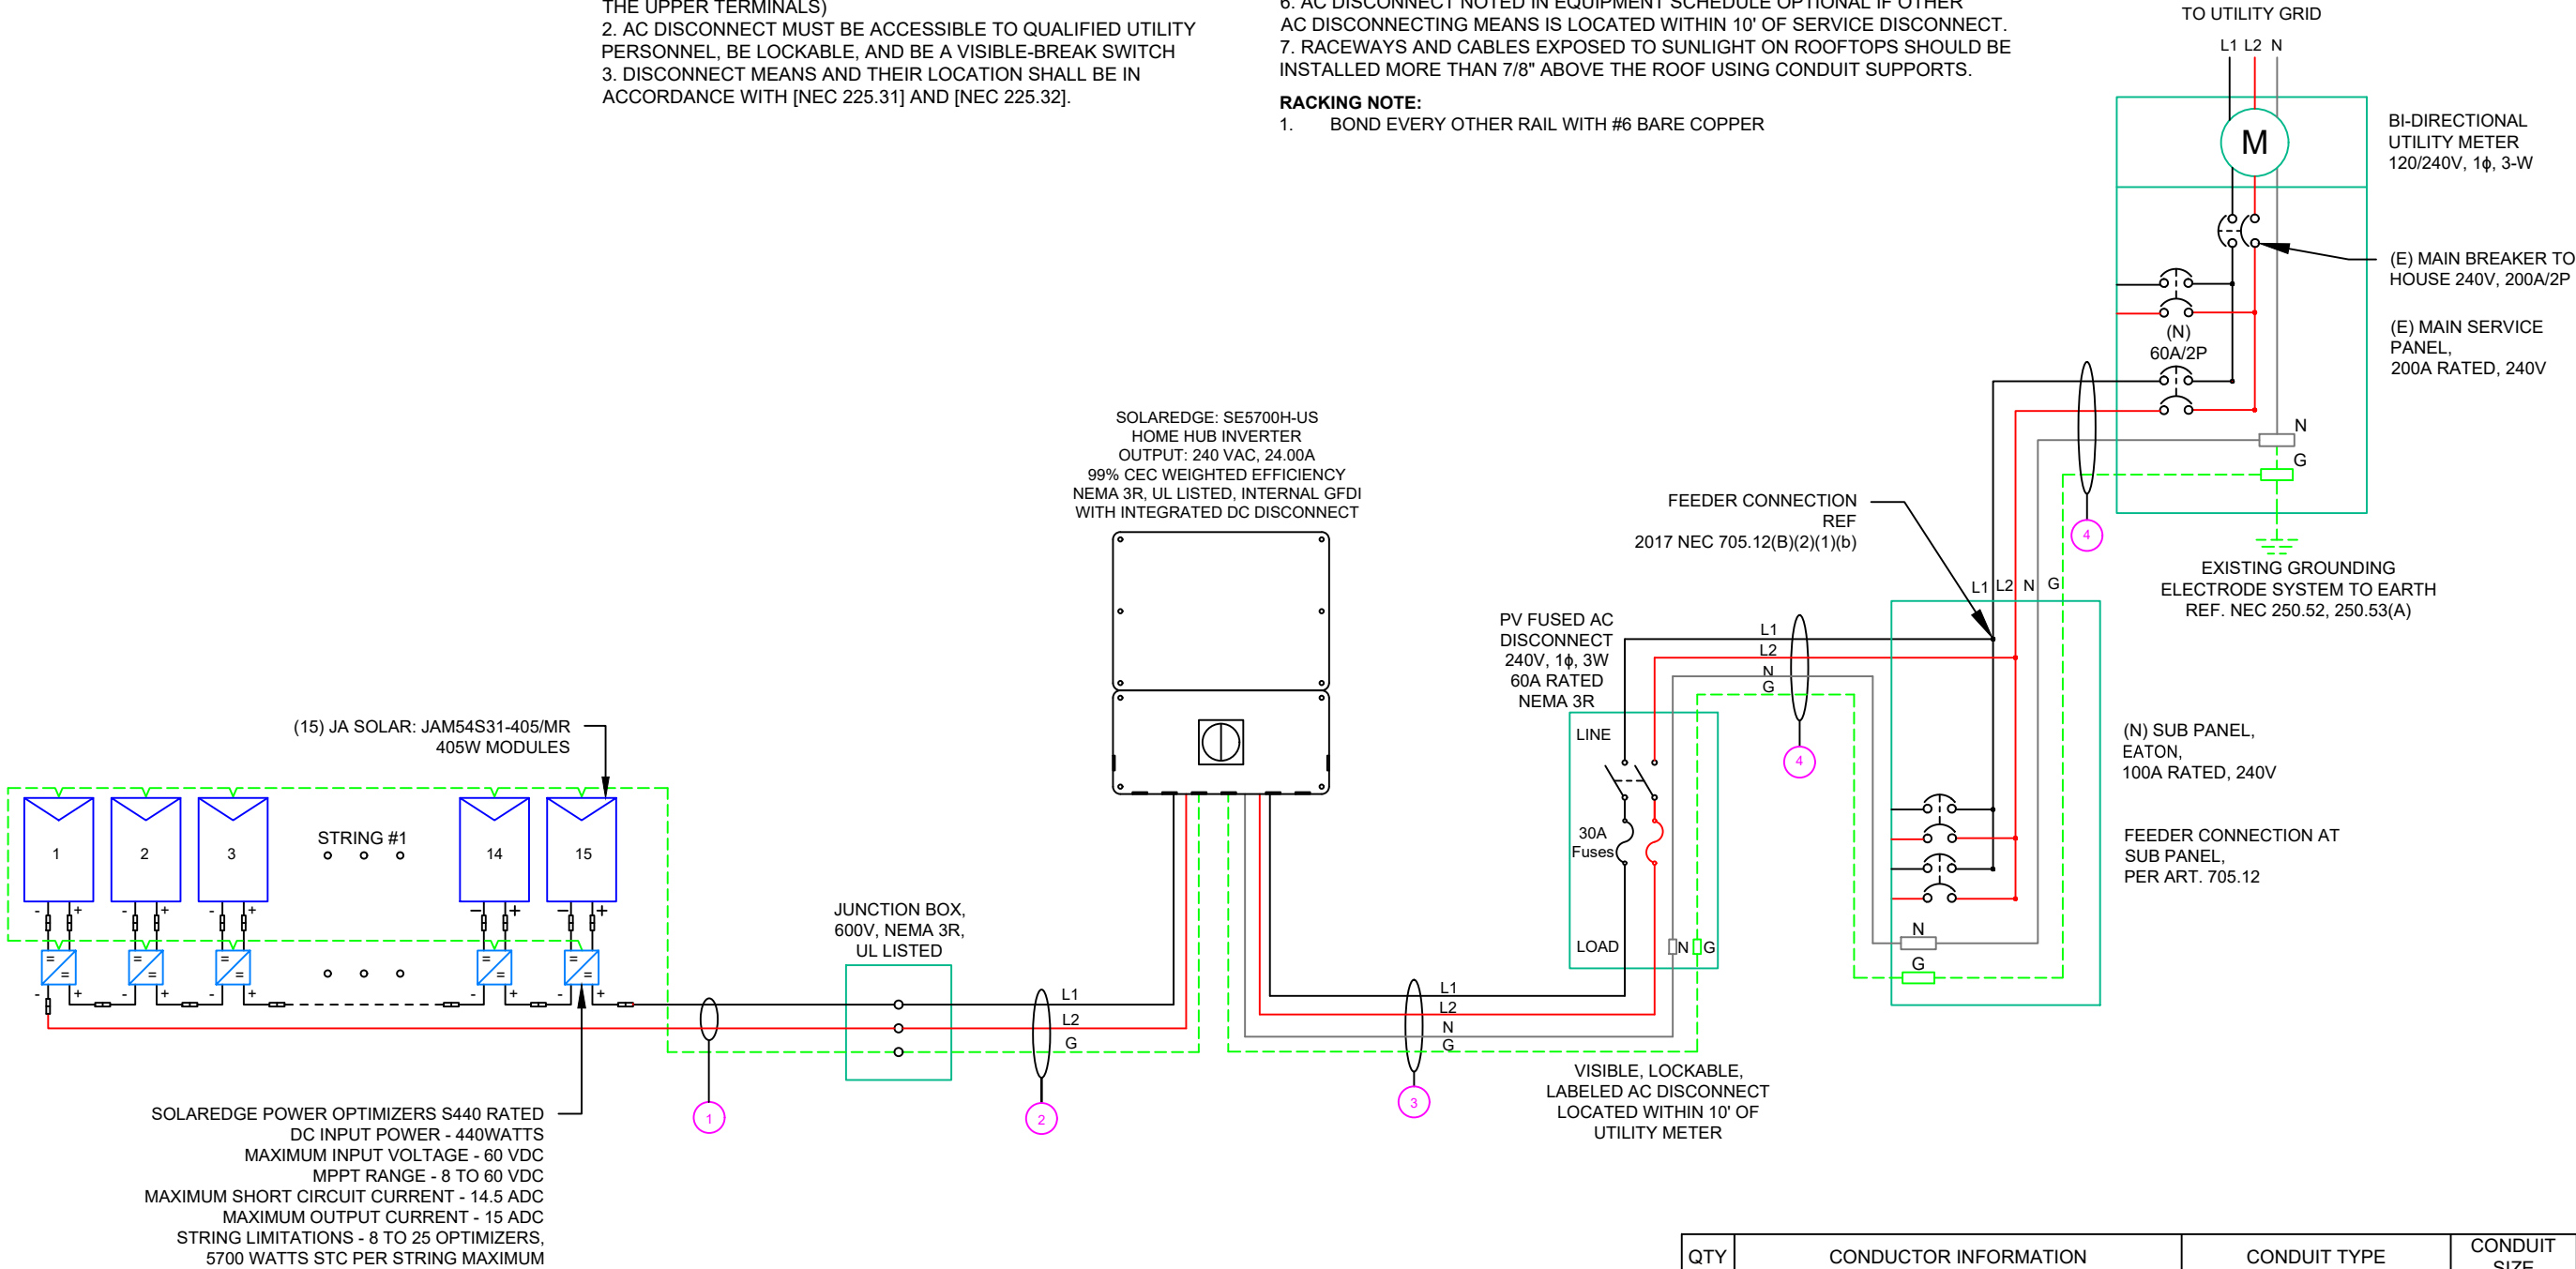 THE UPPER TERMINALS)
2. AC DISCONNECT MUST BE ACCESSIBLE TO QUALIFIED UTILITY
PERSONNEL, BE LOCKABLE, AND BE A VISIBLE-BREAK SWITCH
3. DISCONNECT MEANS AND THEIR LOCATION SHALL BE IN
ACCORDANCE WITH [NEC 225.31] AND [NEC 225.32].
6. AC DISCONNECT NOTED IN EQUIPMENT SCHEDULE OPTIONAL IF OTHER
AC DISCONNECTING MEANS IS LOCATED WITHIN 10' OF SERVICE DISCONNECT.
7. RACEWAYS AND CABLES EXPOSED TO SUNLIGHT ON ROOFTOPS SHOULD BE
INSTALLED MORE THAN 7/8" ABOVE THE ROOF USING CONDUIT SUPPORTS.
RACKING NOTE:
1. BOND EVERY OTHER RAIL WITH #6 BARE COPPER
TO UTILITY GRID
L1 L2 N
M
BI-DIRECTIONAL
UTILITY METER
120/240V, 1ϕ, 3-W
(E) MAIN BREAKER TO
HOUSE 240V, 200A/2P
(E) MAIN SERVICE
PANEL,
200A RATED, 240V
(N)
60A/2P
N
G
4
EXISTING GROUNDING
ELECTRODE SYSTEM TO EARTH
REF. NEC 250.52, 250.53(A)
SOLAREDGE: SE5700H-US
HOME HUB INVERTER
OUTPUT: 240 VAC, 24.00A
99% CEC WEIGHTED EFFICIENCY
NEMA 3R, UL LISTED, INTERNAL GFDI
WITH INTEGRATED DC DISCONNECT
FEEDER CONNECTION
REF
2017 NEC 705.12(B)(2)(1)(b)
L1 L2 N G
PV FUSED AC
DISCONNECT
240V, 1ϕ, 3W
60A RATED
NEMA 3R
L1
L2
N
G
4
LINE
30A
Fuses
LOAD
N G
(N) SUB PANEL,
EATON,
100A RATED, 240V
FEEDER CONNECTION AT
SUB PANEL,
PER ART. 705.12
N
G
(15) JA SOLAR: JAM54S31-405/MR
405W MODULES
STRING #1
1 2 3 14 15
- + - + - + - + - +
= = = = =
= = = = =
- + - + - + - + - +
JUNCTION BOX,
600V, NEMA 3R,
UL LISTED
L1
L2
G
1
2
L1
L2
N
G
3
VISIBLE, LOCKABLE,
LABELED AC DISCONNECT
LOCATED WITHIN 10' OF
UTILITY METER
SOLAREDGE POWER OPTIMIZERS S440 RATED
DC INPUT POWER - 440WATTS
MAXIMUM INPUT VOLTAGE - 60 VDC
MPPT RANGE - 8 TO 60 VDC
MAXIMUM SHORT CIRCUIT CURRENT - 14.5 ADC
MAXIMUM OUTPUT CURRENT - 15 ADC
STRING LIMITATIONS - 8 TO 25 OPTIMIZERS,
5700 WATTS STC PER STRING MAXIMUM
QTY CONDUCTOR INFORMATION CONDUIT TYPE CONDUIT
SIZE